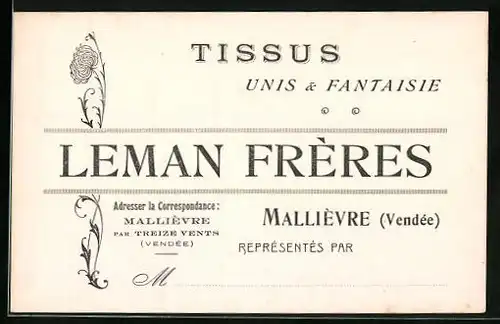 TISSUS
UNIS & FANTAISIE
LEMAN FRÈRES
Adresser la Correspondance:
MALLIÈVRE
PAR TREIZE VENTS
(VENDÉE)
MALLIÈVRE (Vendée)
REPRÉSENTÉS PAR
M